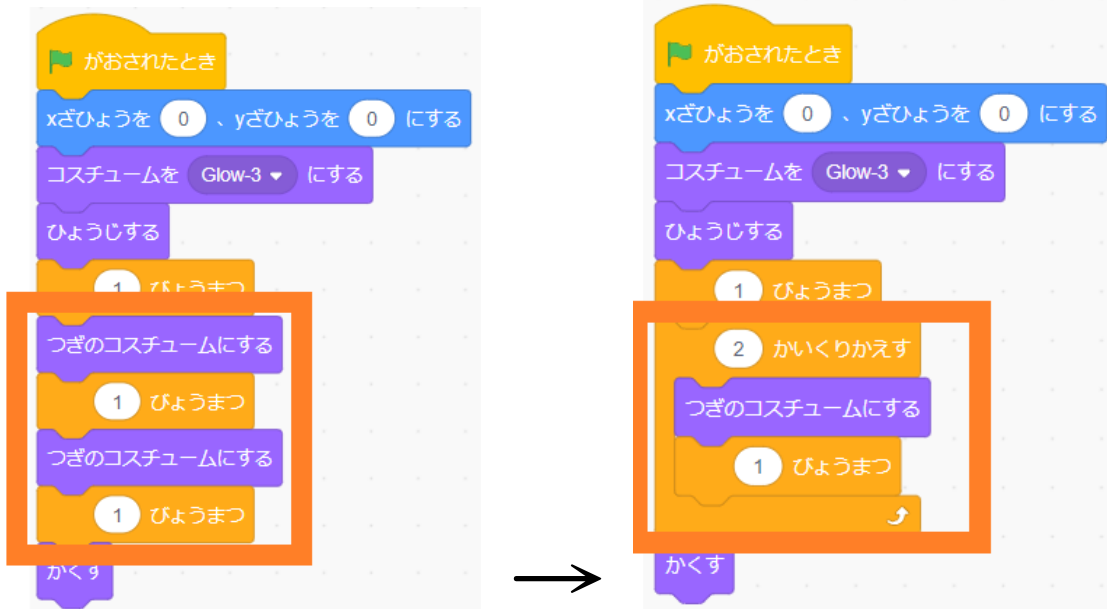 がおされたとき
xざひょうを 0 、yざひょうを 0 にする
コスチュームを Glow-3 にする
ひょうじする
1 びょうまつ
つぎのコスチュームにする
1 びょうまつ
つぎのコスチュームにする
1 びょうまつ
かくす
がおされたとき
xざひょうを 0 、yざひょうを 0 にする
コスチュームを Glow-3 にする
ひょうじする
1 びょうまつ
2 かいくりかえす
つぎのコスチュームにする
1 びょうまつ
かくす